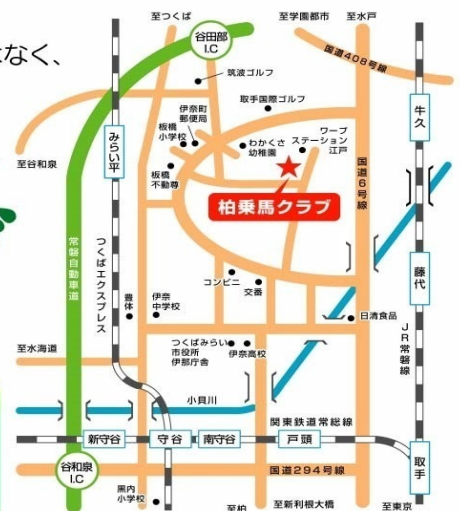 なく、
至つくば
谷田部
I.C
至学園都市
至水戸
国道408号線
筑波ゴルフ
取手国際ゴルフ
牛久
みらい平
伊奈町
郵便局
板橋
小学校
わかくさ
幼稚園
ワープ
ステーション
江戸
至谷和泉
板橋
不動尊
柏乗馬クラブ
国道6号線
常磐自動車道
つくばエクスプレス
コンビニ
交番
豊体
伊奈
中学校
藤代
日清食品
JR常磐線
至水海道
つくばみらい
市役所
伊那庁舎
伊奈高校
小貝川
関東鉄道常総線
新守谷
守谷
南守谷
戸頭
取手
谷和泉
I.C
国道294号線
黒内
小学校
至柏
至新利根大橋
至東京